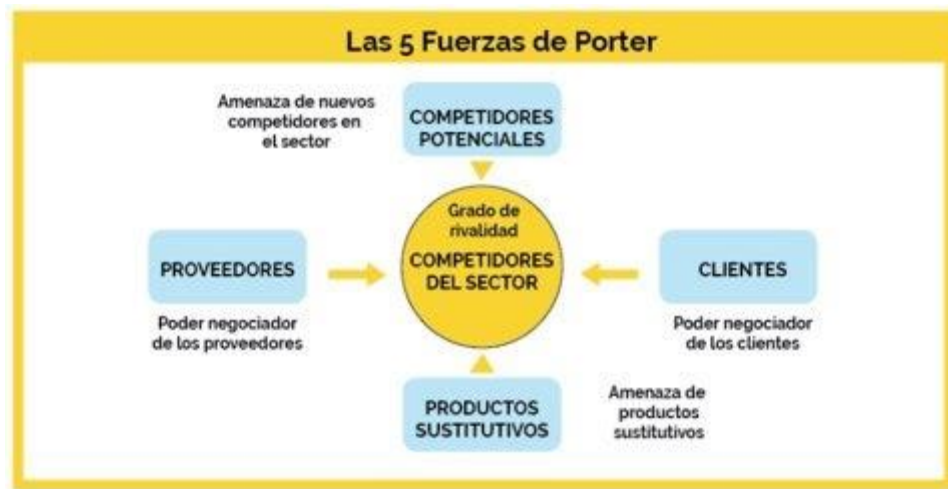 Las 5 Fuerzas de Porter
Amenaza de nuevos
competidores en
el sector
COMPETIDORES
POTENCIALES
Grado de
rivalidad
COMPETIDORES
DEL SECTOR
PROVEEDORES
Poder negociador
de los proveedores
CLIENTES
Poder negociador
de los clientes
PRODUCTOS
SUSTITUTIVOS
Amenaza de
productos
sustitutivos